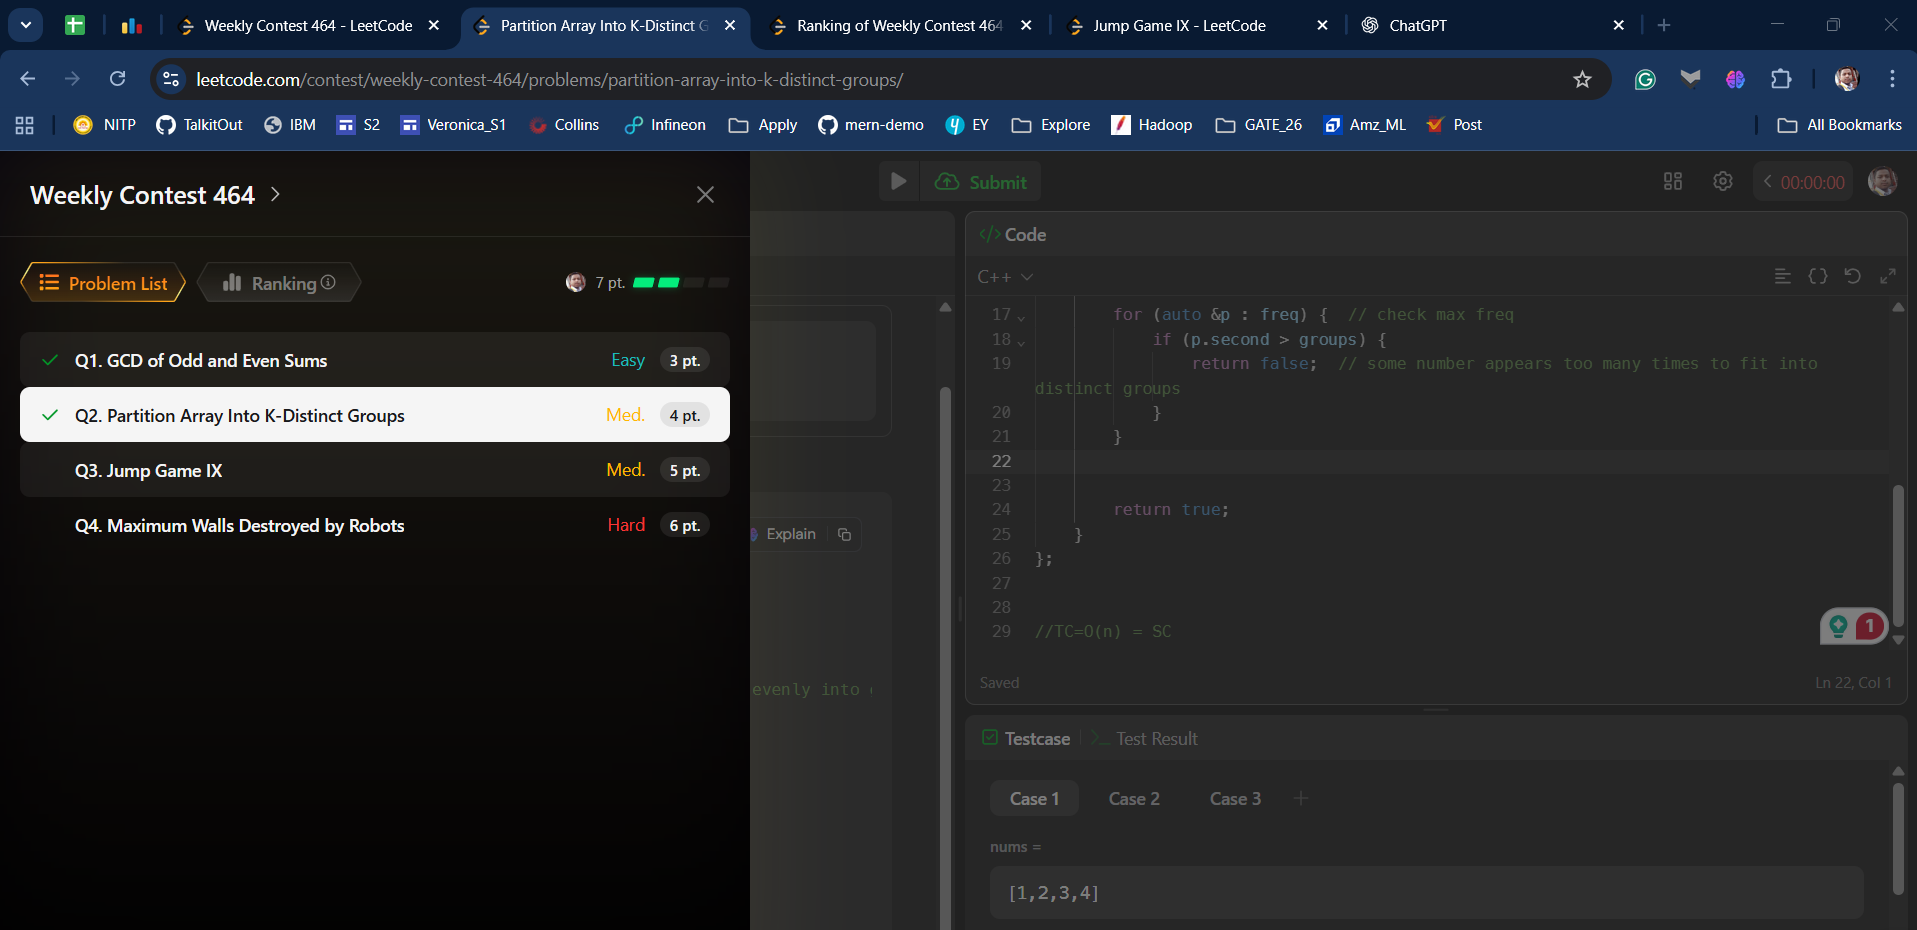 Weekly Contest 464 - LeetCode
Partition Array Into K-Distinct G
Ranking of Weekly Contest 464
Jump Game IX - LeetCode
ChatGPT
leetcode.com/contest/weekly-contest-464/problems/partition-array-into-k-distinct-groups/
NITP TalkitOut IBM S2 Veronica_S1 Collins Infineon Apply mern-demo EY Explore Hadoop GATE_26 Amz_ML Post All Bookmarks
Weekly Contest 464
Submit
00:00:00
Problem List
Ranking
7 pt.
Q1. GCD of Odd and Even Sums Easy 3 pt.
Q2. Partition Array Into K-Distinct Groups Med. 4 pt.
Q3. Jump Game IX Med. 5 pt.
Q4. Maximum Walls Destroyed by Robots Hard 6 pt.
Explain
evenly into
</> Code
C++
17 for (auto &p : freq) { // check max freq
18 if (p.second > groups) {
19 return false; // some number appears too many times to fit into
distinct groups
20 }
21 }
22
23
24 return true;
25 }
26 };
27
28
29 //TC=O(n) = SC
1
Saved
Ln 22, Col 1
Testcase
Test Result
Case 1 Case 2 Case 3 +
nums =
[1,2,3,4]